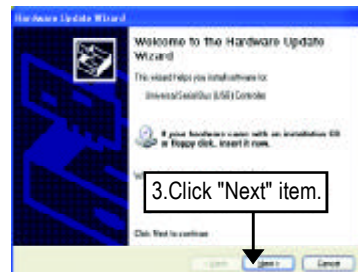 Hardware Update Wizard
Welcome to the Hardware Update
Wizard
This wizard helps you install software for:
Universal Serial Bus (USB) Controller
If your hardware came with an installation CD
or floppy disk, insert it now.
3.Click "Next" item.
Click Next to continue
Next >
Cancel